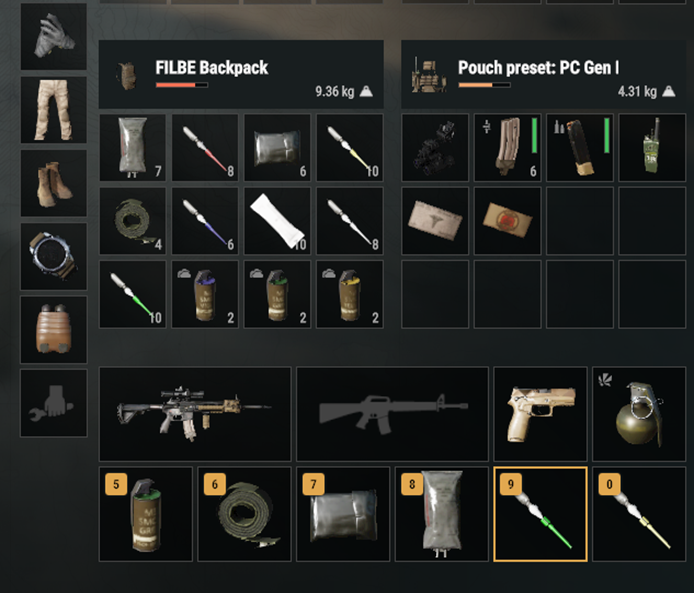 FILBE Backpack
9.36 kg
Pouch preset: PC Gen I
4.31 kg
7 8 6 10
6
4 6 10 8
10 2 2 2
5 6 7 8 9 0